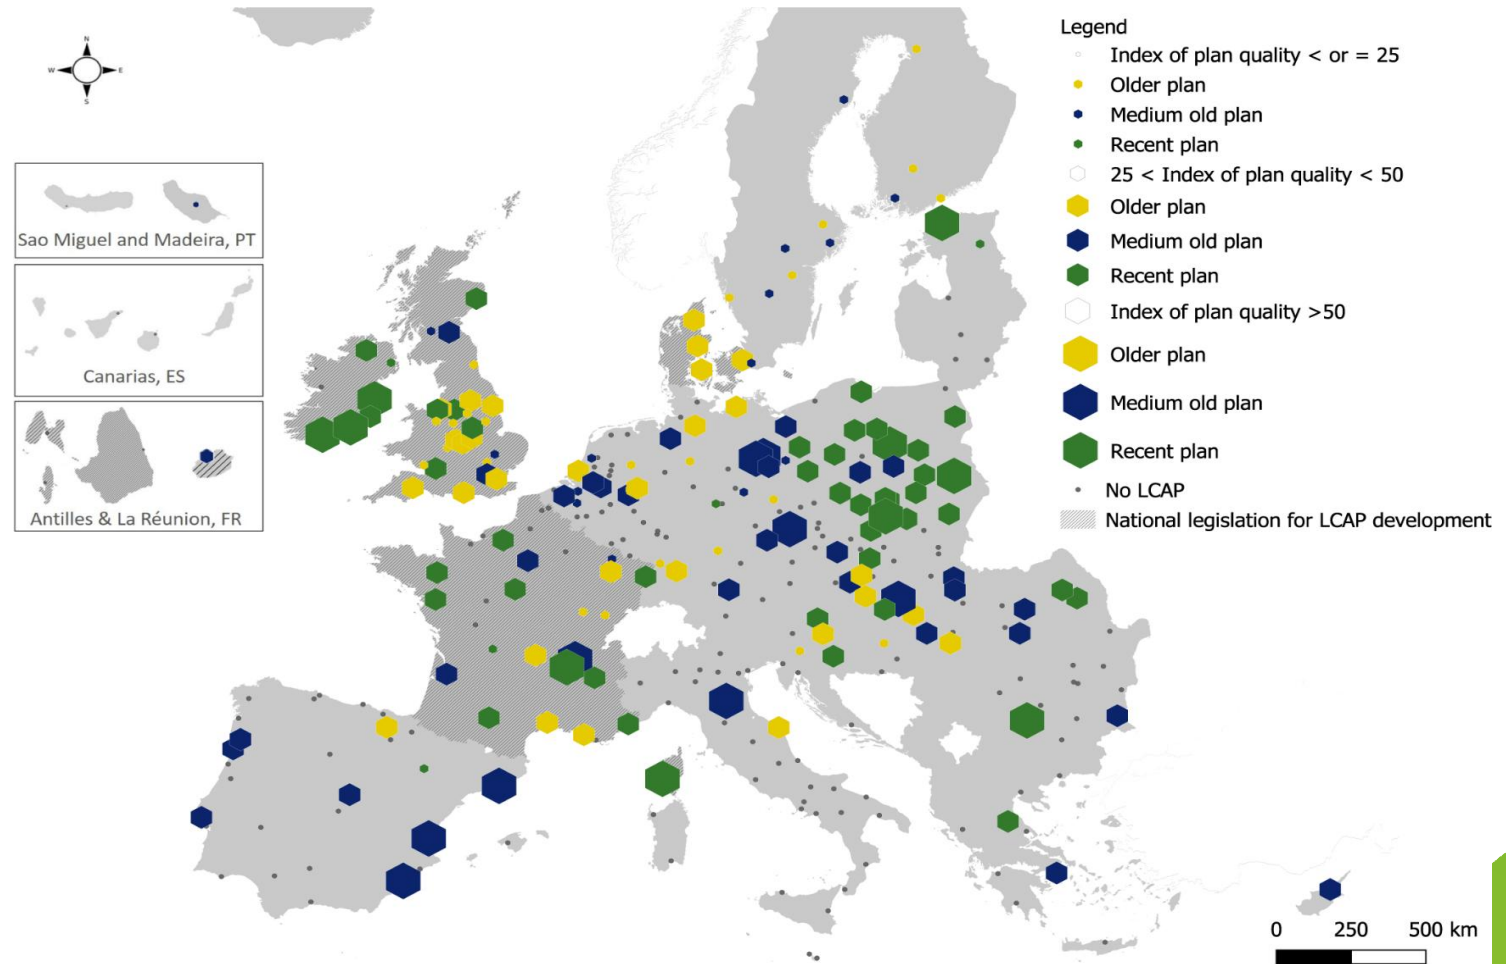 N
W
E
S
Sao Miguel and Madeira, PT
Canarias, ES
Antilles & La Réunion, FR
Legend
Index of plan quality < or = 25
Older plan
Medium old plan
Recent plan
25 < Index of plan quality < 50
Older plan
Medium old plan
Recent plan
Index of plan quality >50
Older plan
Medium old plan
Recent plan
No LCAP
National legislation for LCAP development
0 250 500 km